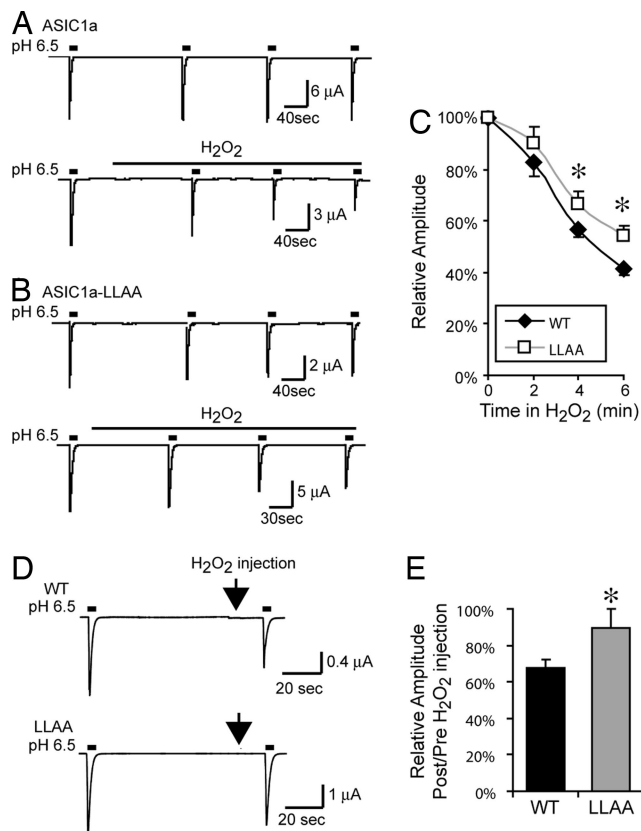 A
ASIC1a
pH 6.5
6 μA
40sec
H₂O₂
pH 6.5
3 μA
40sec
B
ASIC1a-LLAA
pH 6.5
2 μA
40sec
H₂O₂
pH 6.5
5 μA
30sec
C
100%
80%
60%
40%
20%
0%
Relative Amplitude
* *
WT
LLAA
0 2 4 6
Time in H₂O₂ (min)
D
H₂O₂ injection
WT
pH 6.5
0.4 μA
20 sec
LLAA
pH 6.5
1 μA
20 sec
E
Relative Amplitude
Post/Pre H₂O₂ injection
100%
80%
60%
40%
20%
0%
*
WT LLAA